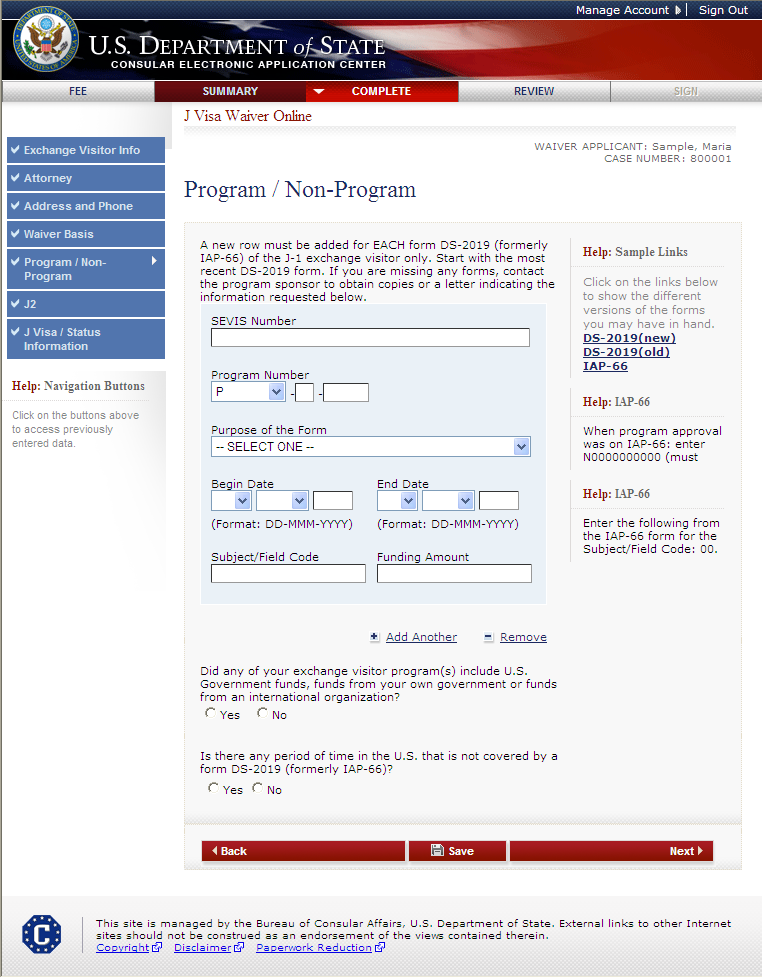 Manage Account
Sign Out
U.S. DEPARTMENT of STATE
CONSULAR ELECTRONIC APPLICATION CENTER
FEE
SUMMARY
COMPLETE
REVIEW
SIGN
J Visa Waiver Online
WAIVER APPLICANT: Sample, Maria
CASE NUMBER: 800001
Exchange Visitor Info
Attorney
Address and Phone
Waiver Basis
Program / Non-
Program
J2
J Visa / Status
Information
Help: Navigation Buttons
Click on the buttons above
to access previously
entered data.
Program / Non-Program
A new row must be added for EACH form DS-2019 (formerly
IAP-66) of the J-1 exchange visitor only. Start with the most
recent DS-2019 form. If you are missing any forms, contact
the program sponsor to obtain copies or a letter indicating the
information requested below.
SEVIS Number
Program Number
P - -
Purpose of the Form
-- SELECT ONE --
Begin Date
End Date
(Format: DD-MMM-YYYY)
(Format: DD-MMM-YYYY)
Subject/Field Code
Funding Amount
Add Another
Remove
Did any of your exchange visitor program(s) include U.S.
Government funds, funds from your own government or funds
from an international organization?
Yes No
Is there any period of time in the U.S. that is not covered by a
form DS-2019 (formerly IAP-66)?
Yes No
Back
Save
Next
Help: Sample Links
Click on the links below
to show the different
versions of the forms
you may have in hand.
DS-2019(new)
DS-2019(old)
IAP-66
Help: IAP-66
When program approval
was on IAP-66: enter
N0000000000 (must
Help: IAP-66
Enter the following from
the IAP-66 form for the
Subject/Field Code: 00.
C
This site is managed by the Bureau of Consular Affairs, U.S. Department of State. External links to other Internet
sites should not be construed as an endorsement of the views contained therein.
Copyright
Disclaimer
Paperwork Reduction